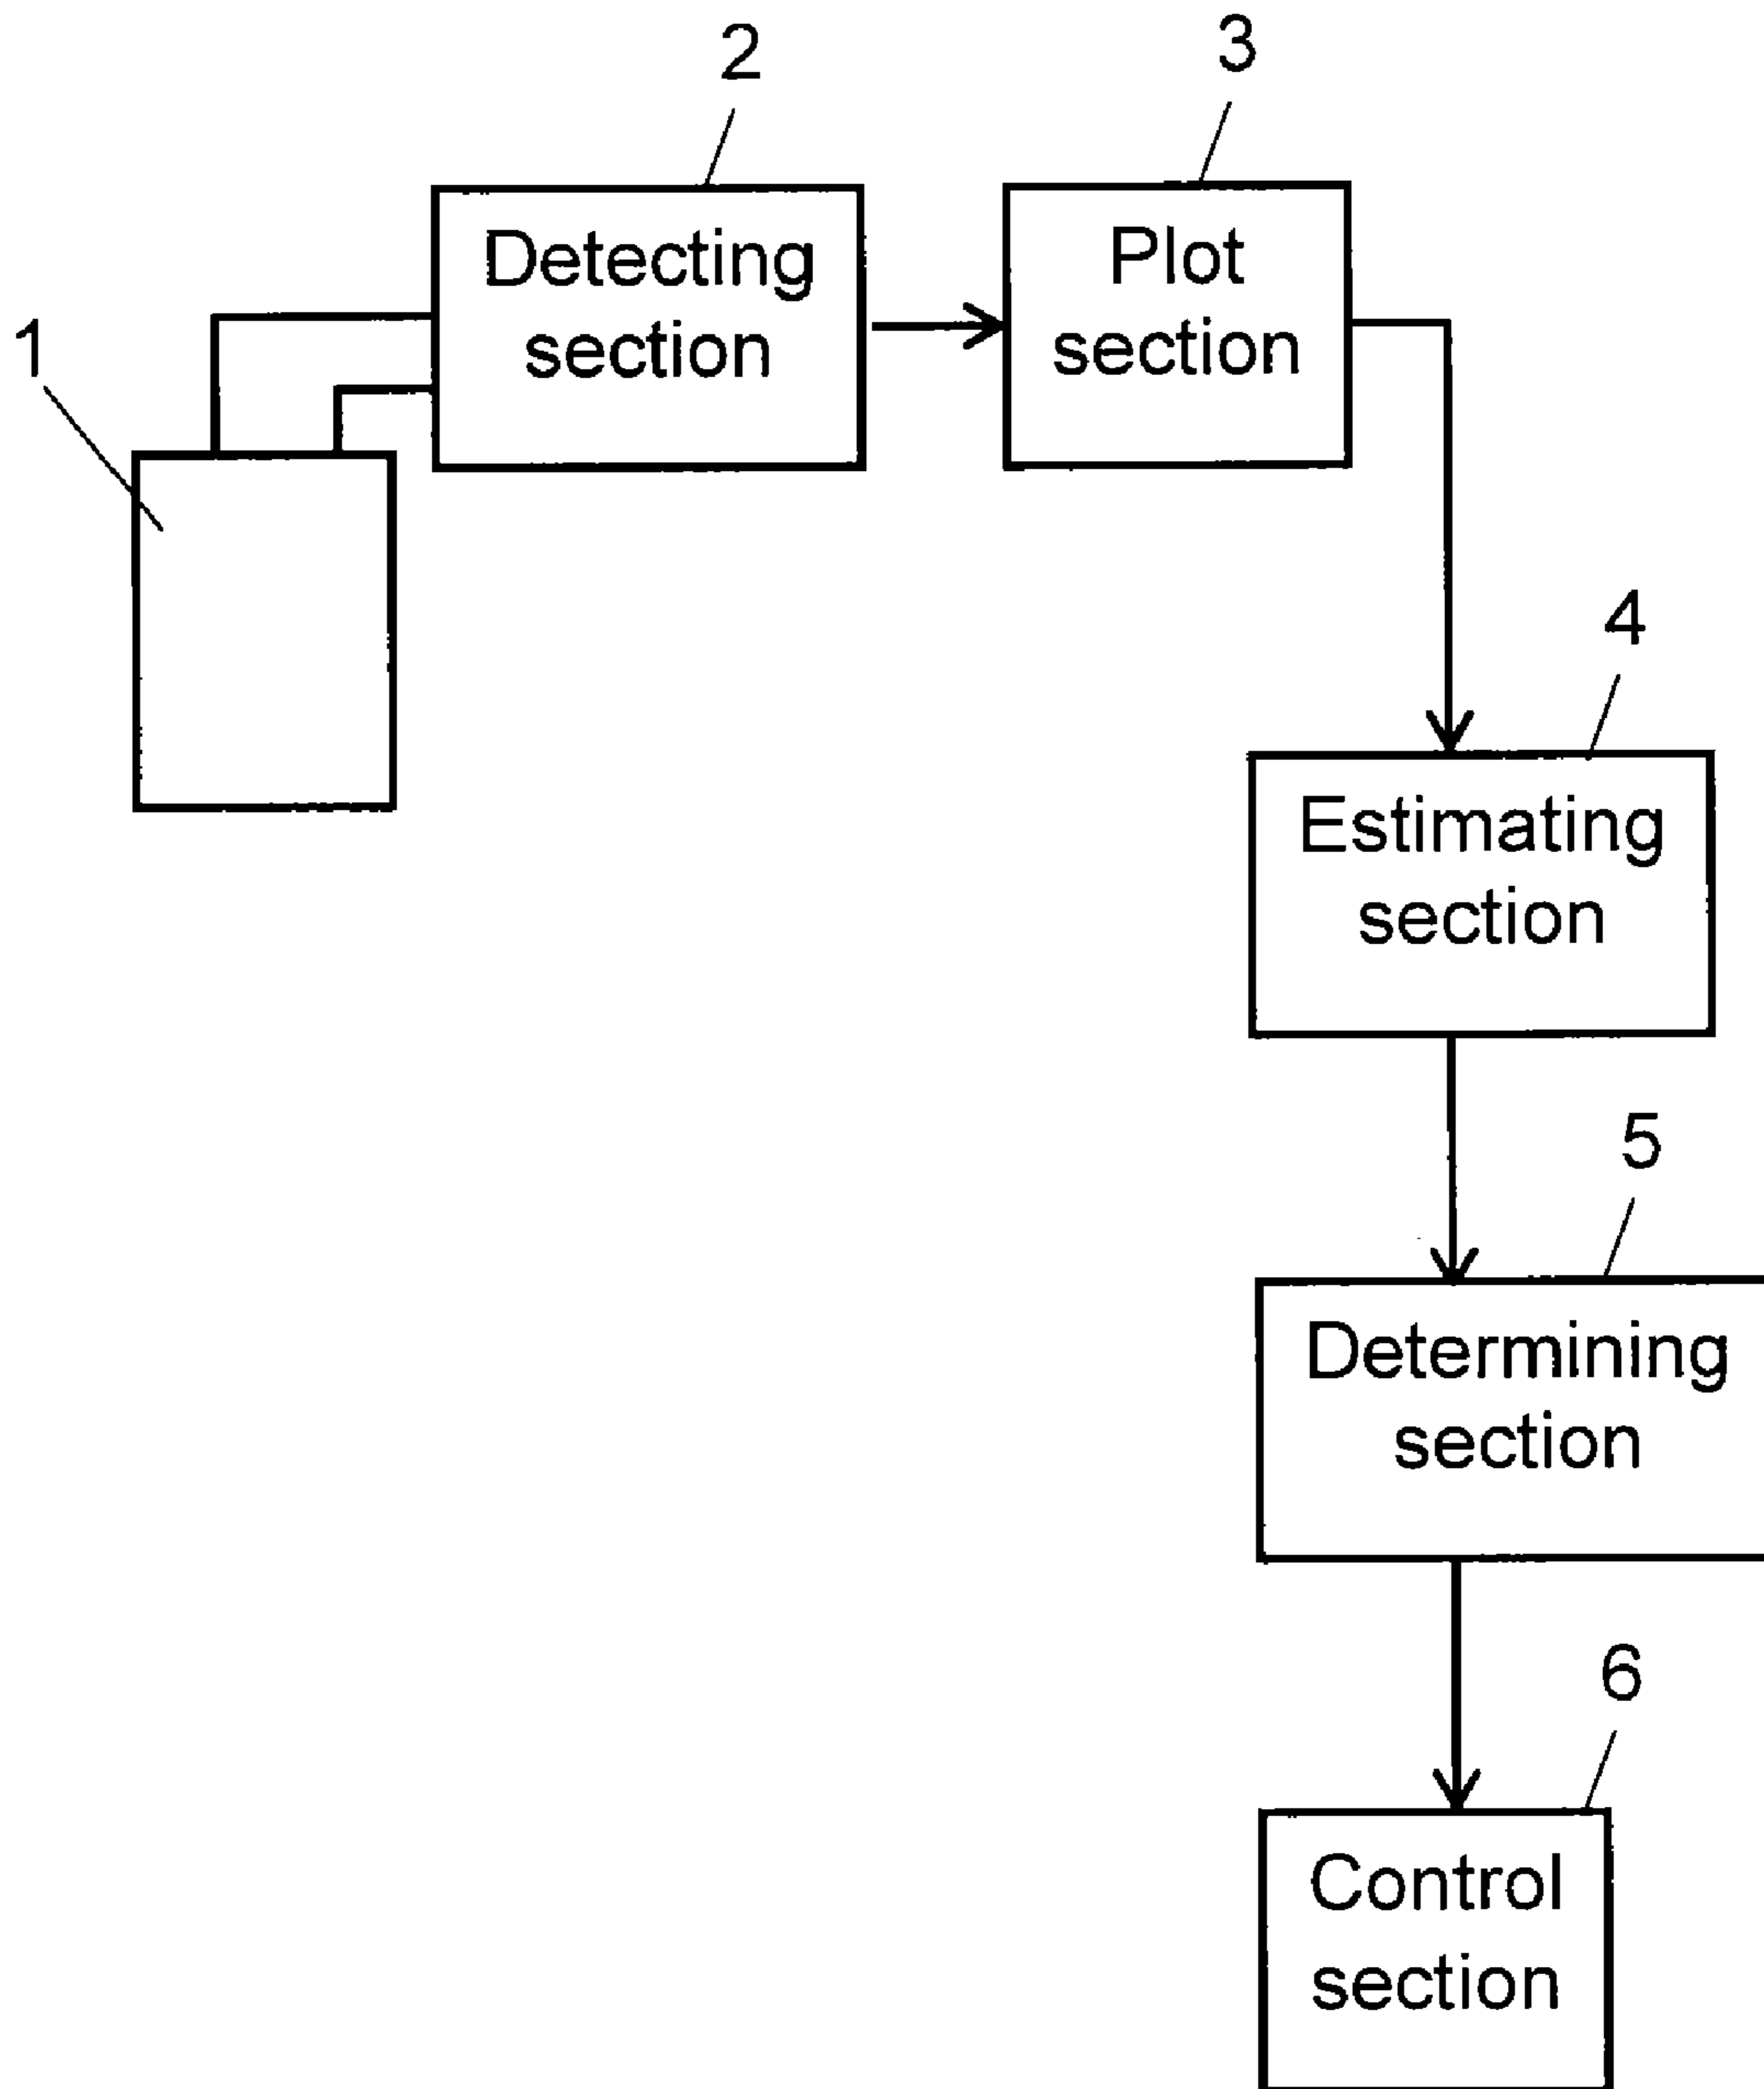 2
3
Detecting
section
Plot
section
1
4
Estimating
section
5
Determining
section
6
Control
section